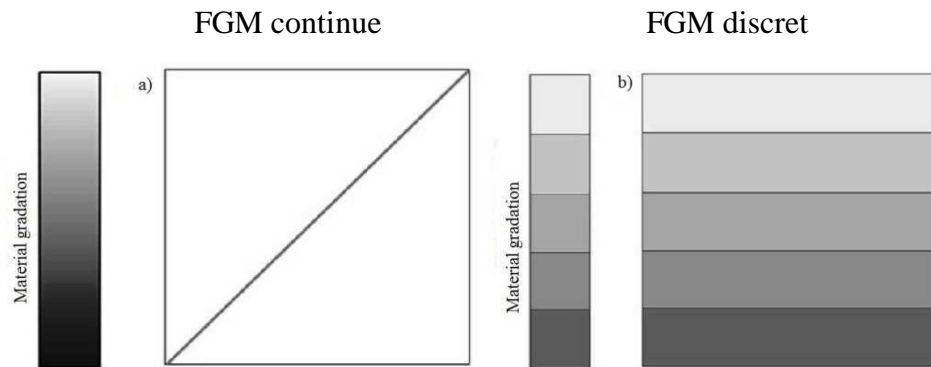 FGM continue
FGM discret
a)
b)
Material gradation
Material gradation